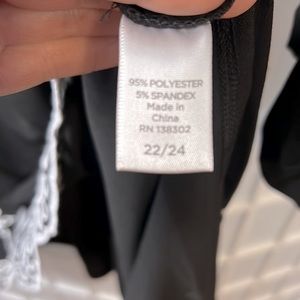 95% POLYESTER
5% SPANDEX
Made in
China
RN 138302
22/24